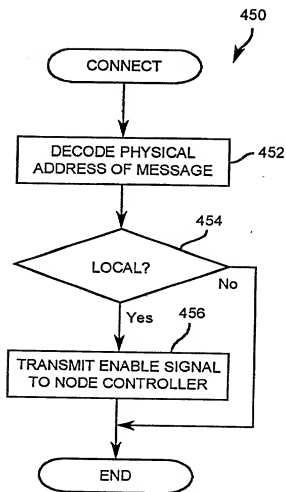 450
CONNECT
DECODE PHYSICAL
ADDRESS OF MESSAGE
452
454
LOCAL?
No
Yes
456
TRANSMIT ENABLE SIGNAL
TO NODE CONTROLLER
END